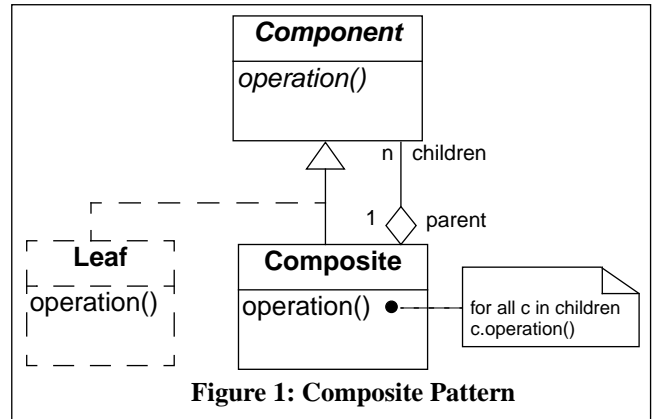 Component
operation()
n children
1 parent
Leaf
operation()
Composite
operation()
for all c in children
c.operation()
Figure 1: Composite Pattern